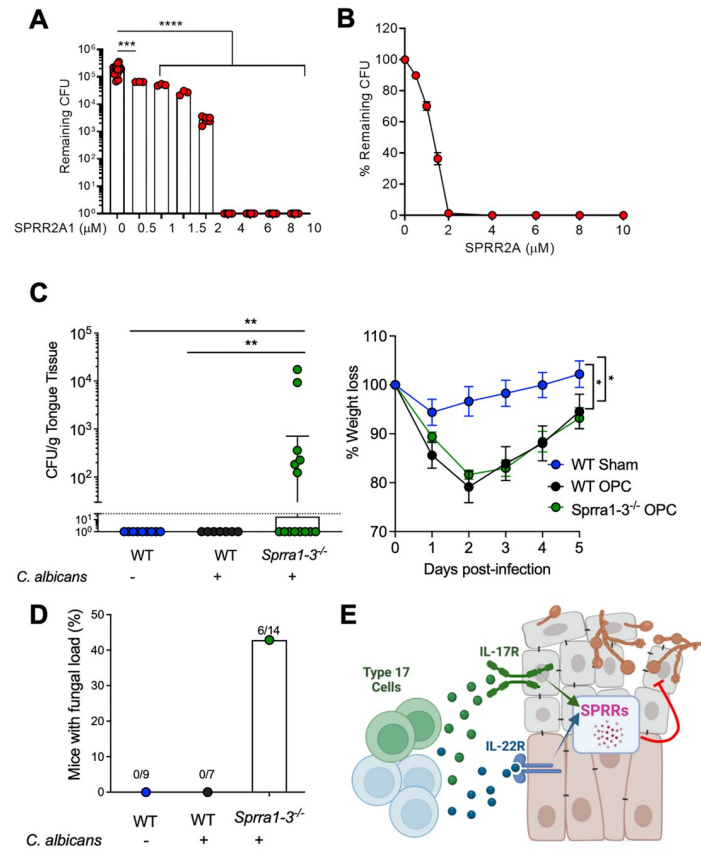 A
****
***
Remaining CFU
10⁶
10⁵
10⁴
10³
10²
10¹
10⁰
SPRR2A1 (μM) 0 0.5 1 1.5 2 4 6 8 10
B
% Remaining CFU
120
100
80
60
40
20
0
0 2 4 6 8 10
SPRR2A (μM)
C
CFU/g Tongue Tissue
10⁵
10⁴
10³
10²
10¹
10⁰
**
**
WT WT Sprra1-3-/-
C. albicans - + +
% Weight loss
110
100
90
80
70
*
*
WT Sham
WT OPC
Sprra1-3-/- OPC
0 1 2 3 4 5
Days post-infection
D
Mice with fungal load (%)
50
40
30
20
10
0
0/9 0/7 6/14
WT WT Sprra1-3-/-
C. albicans - + +
E
Type 17
Cells
IL-17R
SPRRs
IL-22R